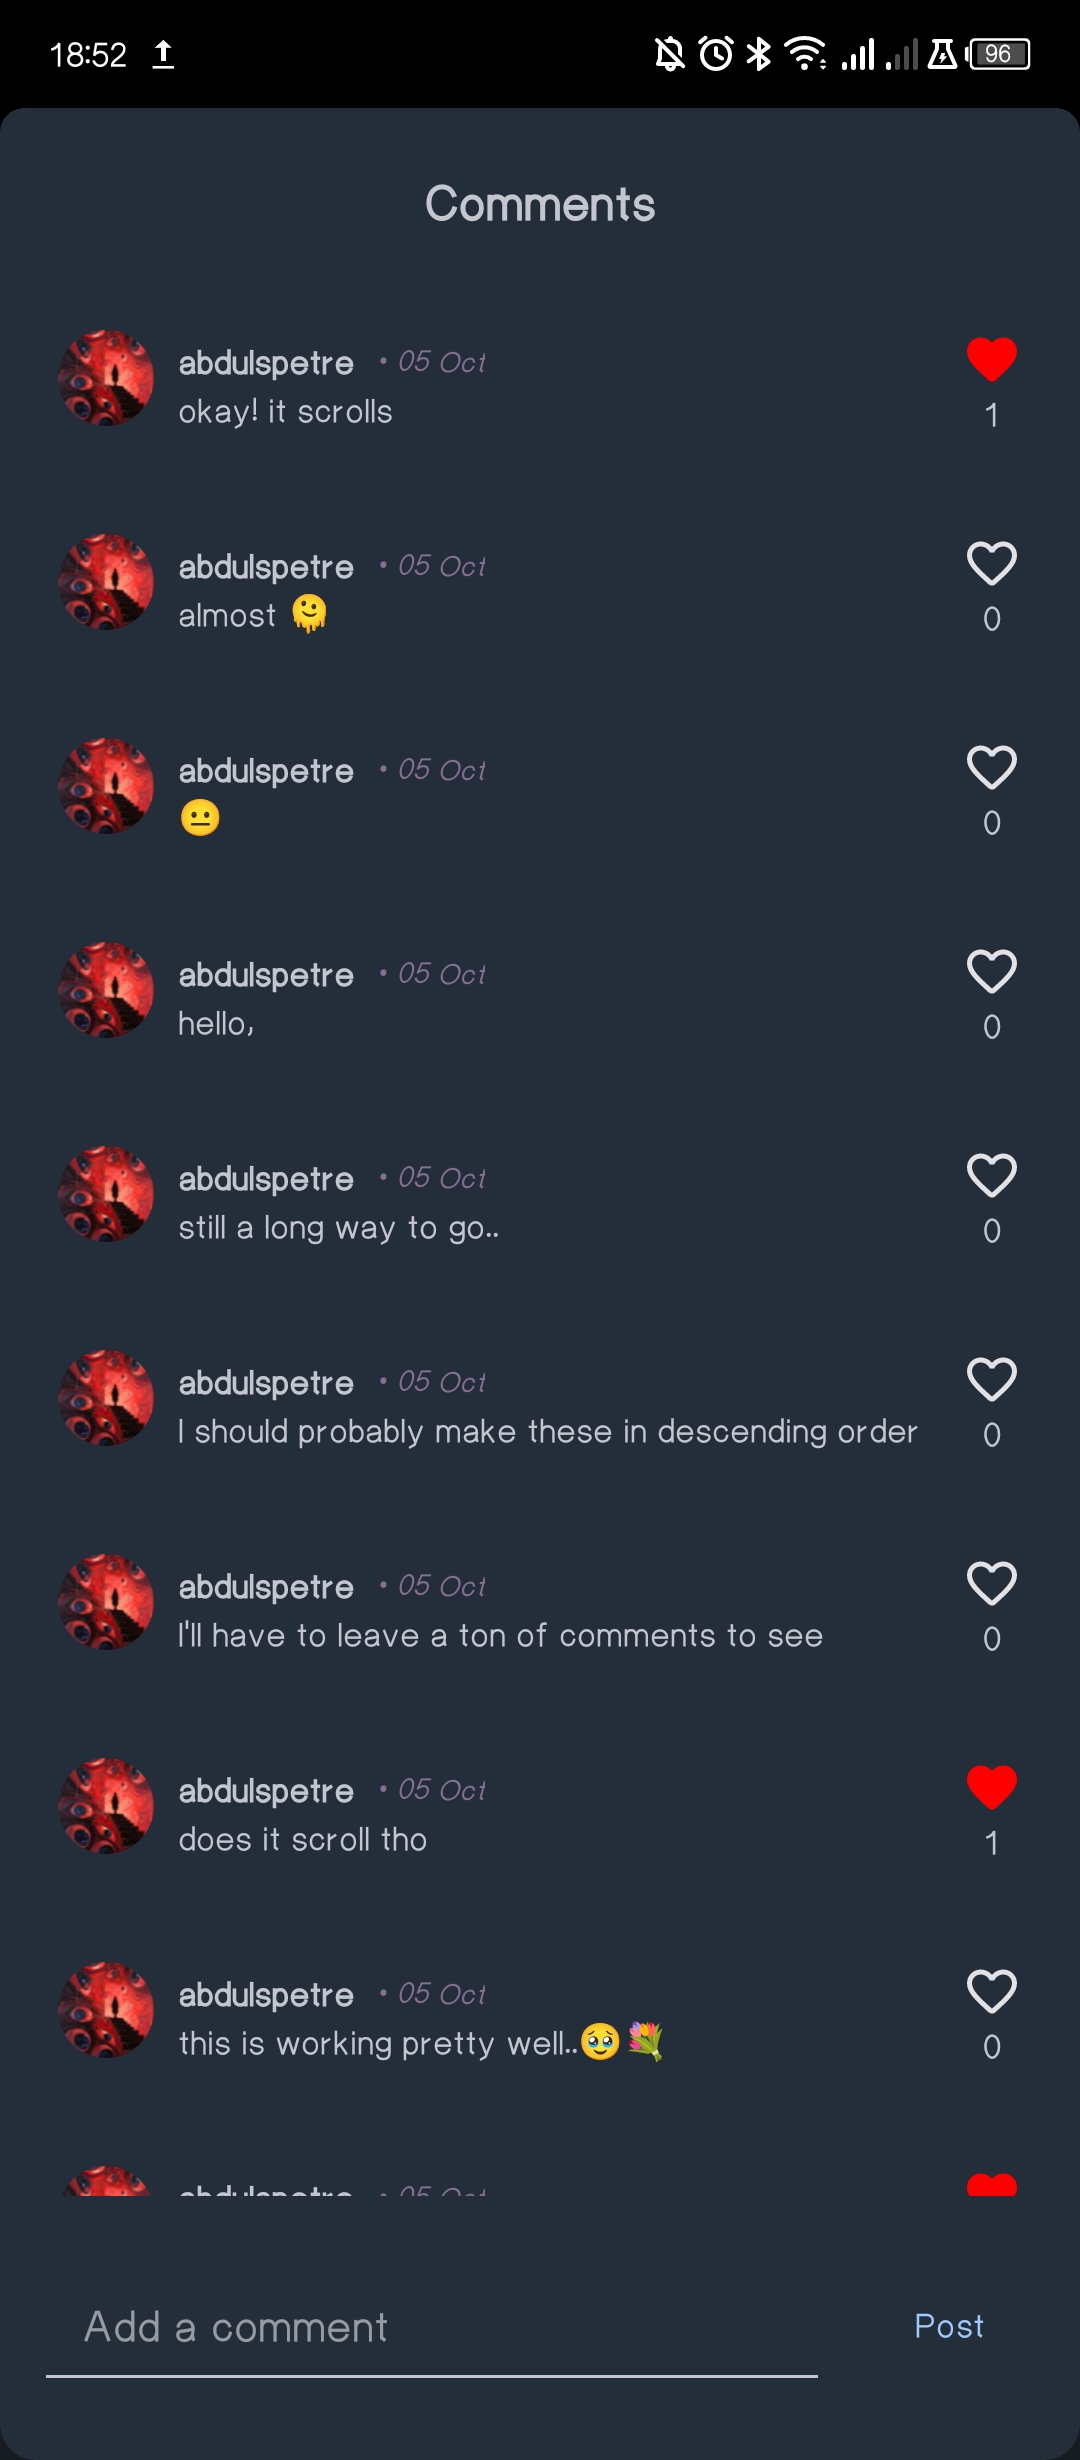 18:52
96
Comments
abdulspetre • 05 Oct
okay! it scrolls
1
abdulspetre • 05 Oct
almost 🫠
0
abdulspetre • 05 Oct
😐
0
abdulspetre • 05 Oct
hello,
0
abdulspetre • 05 Oct
still a long way to go..
0
abdulspetre • 05 Oct
I should probably make these in descending order
0
abdulspetre • 05 Oct
I'll have to leave a ton of comments to see
0
abdulspetre • 05 Oct
does it scroll tho
1
abdulspetre • 05 Oct
this is working pretty well..🥹💐
0
abdulspetre • 05 Oct
Add a comment
Post